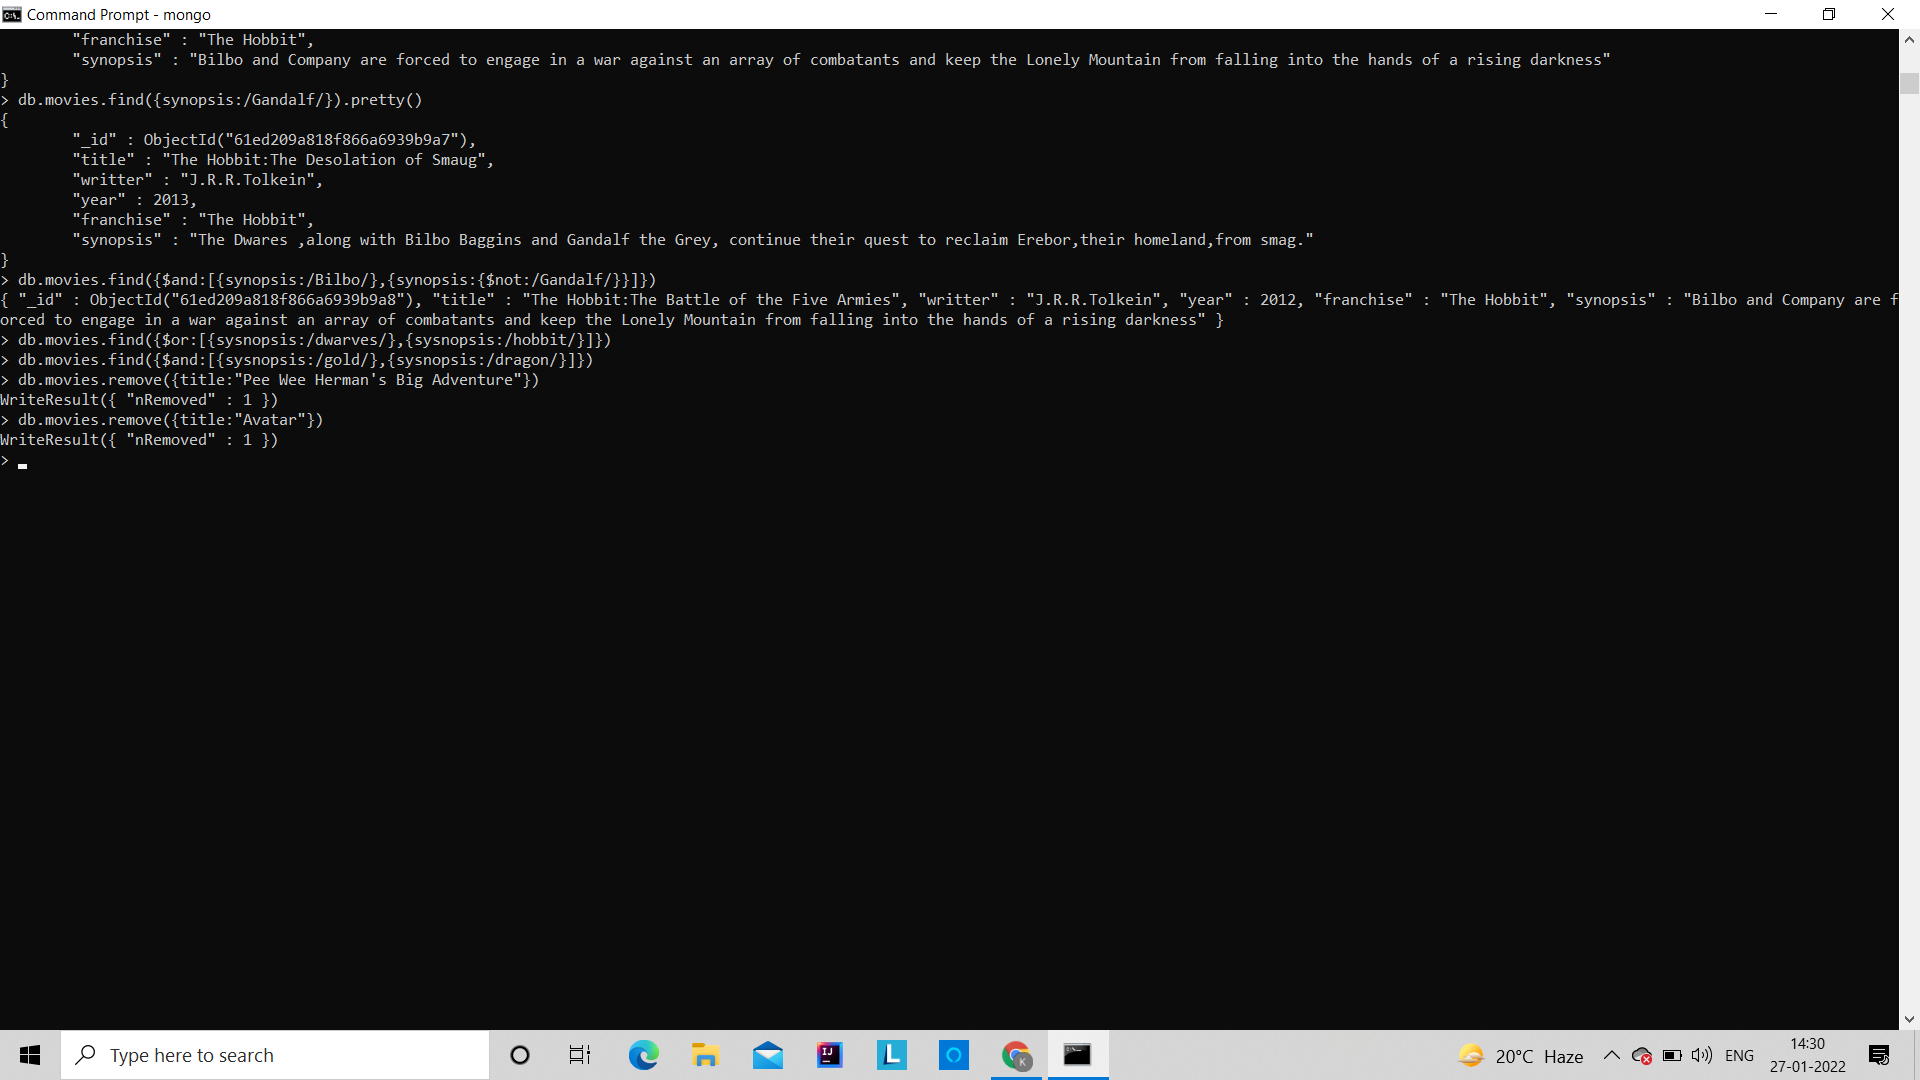 Command Prompt - mongo
"franchise" : "The Hobbit",
"synopsis" : "Bilbo and Company are forced to engage in a war against an array of combatants and keep the Lonely Mountain from falling into the hands of a rising darkness"
}
> db.movies.find({synopsis:/Gandalf/}).pretty()
{
"_id" : ObjectId("61ed209a818f866a6939b9a7"),
"title" : "The Hobbit:The Desolation of Smaug",
"writter" : "J.R.R.Tolkein",
"year" : 2013,
"franchise" : "The Hobbit",
"synopsis" : "The Dwares ,along with Bilbo Baggins and Gandalf the Grey, continue their quest to reclaim Erebor,their homeland,from smag."
}
> db.movies.find({$and:[{synopsis:/Bilbo/},{synopsis:{$not:/Gandalf/}}]})
{ "_id" : ObjectId("61ed209a818f866a6939b9a8"), "title" : "The Hobbit:The Battle of the Five Armies", "writter" : "J.R.R.Tolkein", "year" : 2012, "franchise" : "The Hobbit", "synopsis" : "Bilbo and Company are f
orced to engage in a war against an array of combatants and keep the Lonely Mountain from falling into the hands of a rising darkness" }
> db.movies.find({$or:[{sysnopsis:/dwarves/},{sysnopsis:/hobbit/}]})
> db.movies.find({$and:[{sysnopsis:/gold/},{sysnopsis:/dragon/}]})
> db.movies.remove({title:"Pee Wee Herman's Big Adventure"})
WriteResult({ "nRemoved" : 1 })
> db.movies.remove({title:"Avatar"})
WriteResult({ "nRemoved" : 1 })
>
Type here to search
20°C Haze
ENG
14:30
27-01-2022